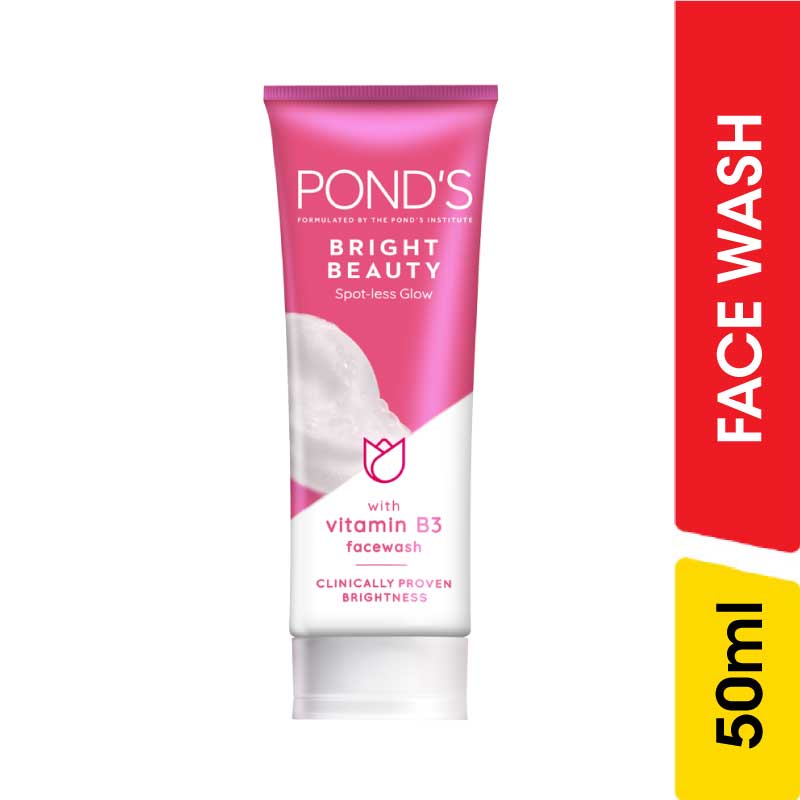 POND'S
FORMULATED BY THE POND'S INSTITUTE
BRIGHT
BEAUTY
Spot-less Glow
with
vitamin B3
facewash
CLINICALLY PROVEN
BRIGHTNESS
FACE WASH
50ml